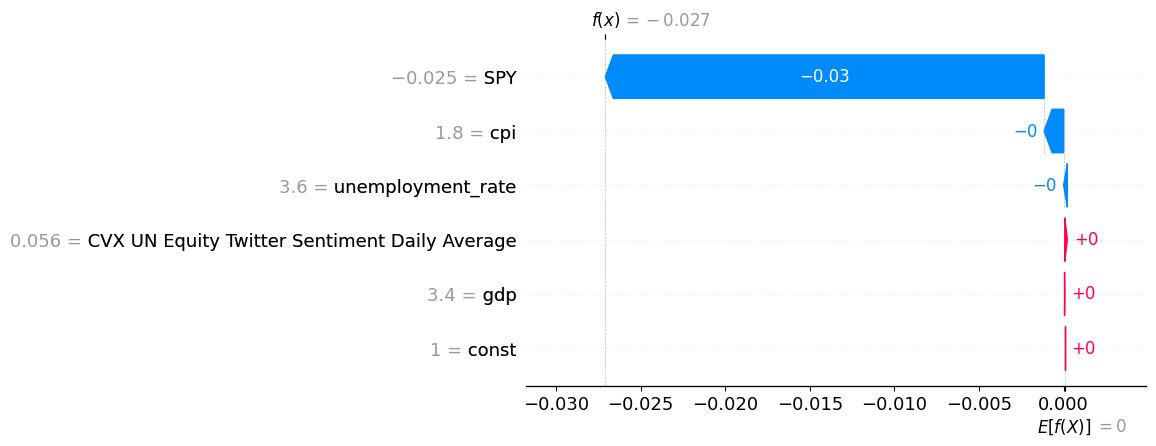 f(x) = −0.027
−0.025 = SPY
−0.03
1.8 = cpi
−0
3.6 = unemployment_rate
−0
0.056 = CVX UN Equity Twitter Sentiment Daily Average
+0
3.4 = gdp
+0
1 = const
+0
−0.030 −0.025 −0.020 −0.015 −0.010 −0.005 0.000
E[f(X)] = 0